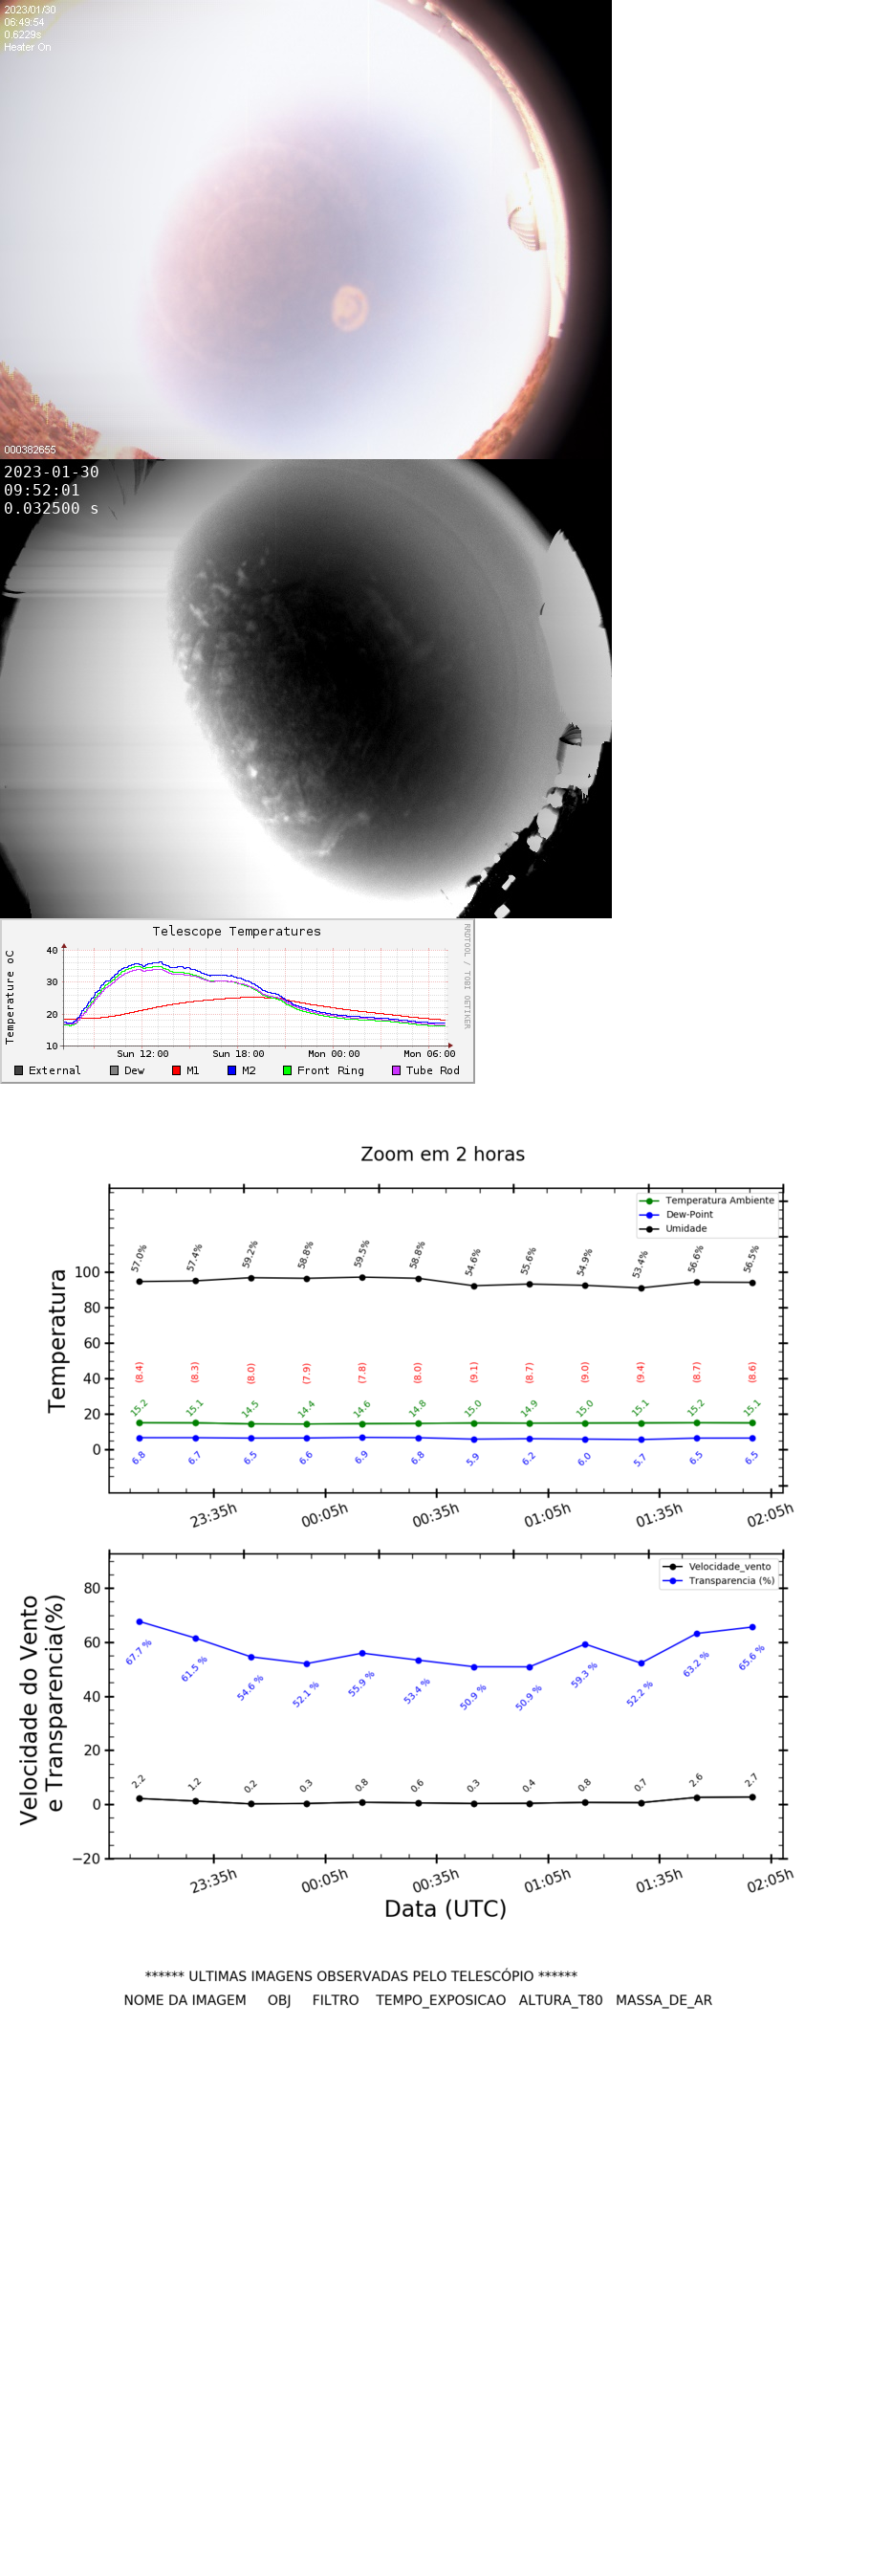 2023/01/30
06:49:54
0.6229s
Heater On
000382655
2023-01-30
09:52:01
0.032500 s
Telescope Temperatures
RRDTOOL / TOBI OETIKER
Temperature oC
40
30
20
10
Sun 12:00 Sun 18:00 Mon 00:00 Mon 06:00
External Dew M1 M2 Front Ring Tube Rod
Zoom em 2 horas
Temperatura Ambiente
Dew-Point
Umidade
Temperatura
100
80
60
40
20
0
57.0% 57.4% 59.2% 58.8% 59.5% 58.8% 54.6% 55.6% 54.9% 53.4% 56.6% 56.5%
(8.4) (8.3) (8.0) (7.9) (7.8) (8.0) (9.1) (8.7) (9.0) (9.4) (8.7) (8.6)
15.2 15.1 14.5 14.4 14.6 14.8 15.0 14.9 15.0 15.1 15.2 15.1
6.8 6.7 6.5 6.6 6.9 6.8 5.9 6.2 6.0 5.7 6.5 6.5
23:35h 00:05h 00:35h 01:05h 01:35h 02:05h
Velocidade_vento
Transparencia (%)
Velocidade do Vento
e Transparencia(%)
80
60
40
20
0
−20
67.7 % 61.5 % 54.6 % 52.1 % 55.9 % 53.4 % 50.9 % 50.9 % 59.3 % 52.2 % 63.2 % 65.6 %
2.2 1.2 0.2 0.3 0.8 0.6 0.3 0.4 0.8 0.7 2.6 2.7
23:35h 00:05h 00:35h 01:05h 01:35h 02:05h
Data (UTC)
****** ULTIMAS IMAGENS OBSERVADAS PELO TELESCÓPIO ******
NOME DA IMAGEM OBJ FILTRO TEMPO_EXPOSICAO ALTURA_T80 MASSA_DE_AR